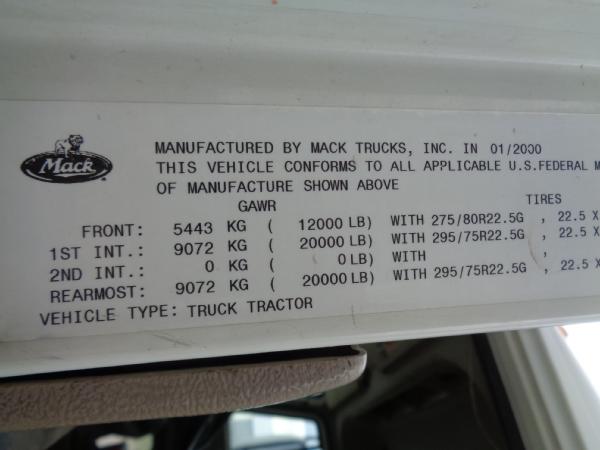 Mack
MANUFACTURED BY MACK TRUCKS, INC. IN 01/2000
THIS VEHICLE CONFORMS TO ALL APPLICABLE U.S.FEDERAL M
OF MANUFACTURE SHOWN ABOVE
GAWR TIRES
FRONT: 5443 KG ( 12000 LB) WITH 275/80R22.5G , 22.5 X
1ST INT.: 9072 KG ( 20000 LB) WITH 295/75R22.5G , 22.5 X
2ND INT.: 0 KG ( 0 LB) WITH ,
REARMOST: 9072 KG ( 20000 LB) WITH 295/75R22.5G , 22.5 X
VEHICLE TYPE: TRUCK TRACTOR